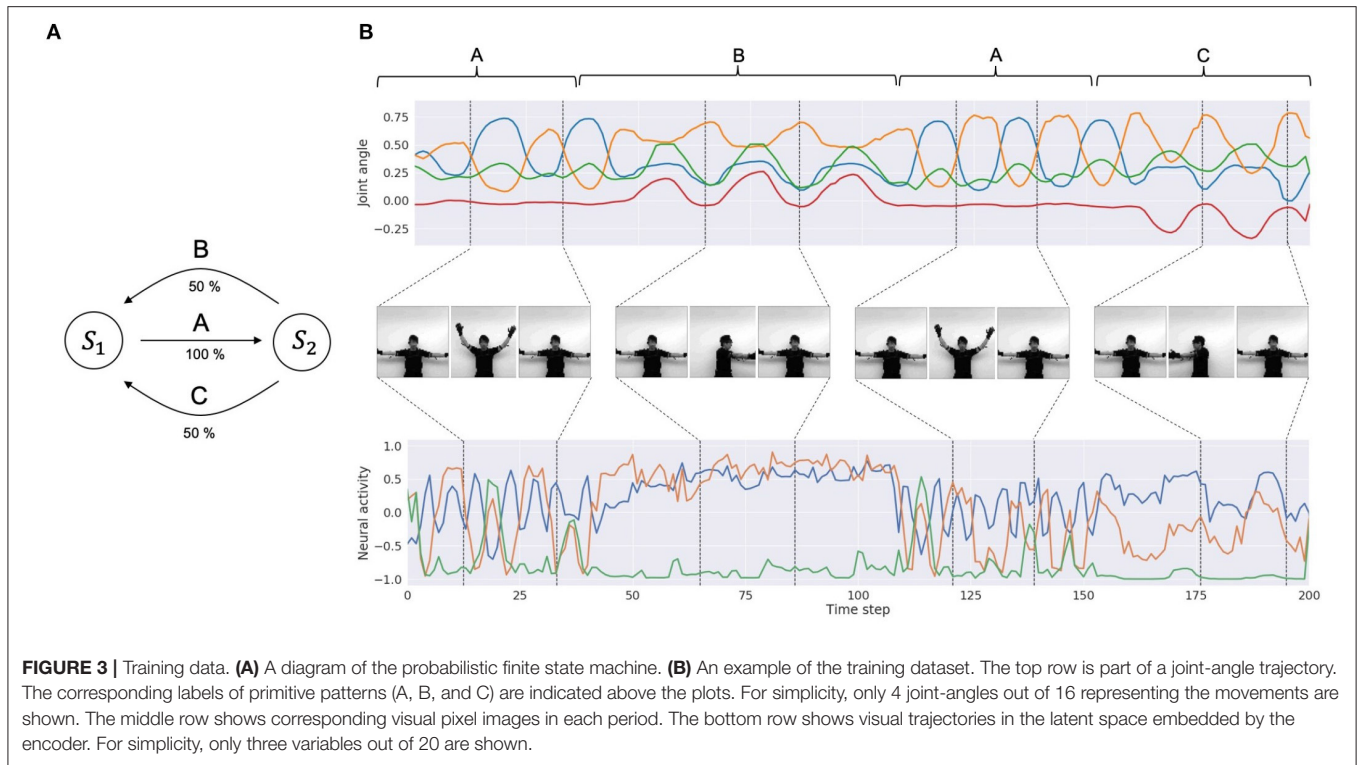 A
B
A
B
A
C
B
50 %
S1
A
100 %
S2
C
50 %
Joint angle
0.75
0.50
0.25
0.00
−0.25
Neural activity
1.0
0.5
0.0
−0.5
−1.0
0
25
50
75
100
125
150
175
200
Time step
FIGURE 3 | Training data. (A) A diagram of the probabilistic finite state machine. (B) An example of the training dataset. The top row is part of a joint-angle trajectory.
The corresponding labels of primitive patterns (A, B, and C) are indicated above the plots. For simplicity, only 4 joint-angles out of 16 representing the movements are
shown. The middle row shows corresponding visual pixel images in each period. The bottom row shows visual trajectories in the latent space embedded by the
encoder. For simplicity, only three variables out of 20 are shown.